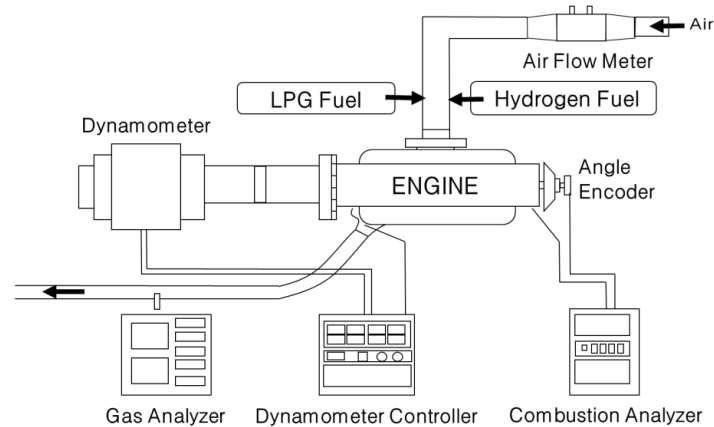 Air
Air Flow Meter
LPG Fuel
Hydrogen Fuel
Dynamometer
ENGINE
Angle
Encoder
Gas Analyzer
Dynamometer Controller
Combustion Analyzer